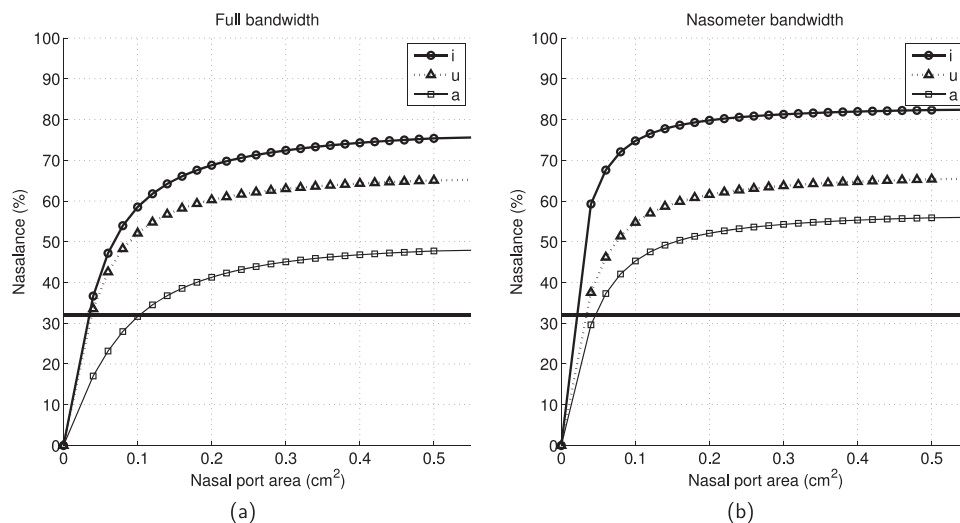 Full bandwidth
100
90
80
70
60
50
40
30
20
10
0
Nasalance (%)
i
u
a
0 0.1 0.2 0.3 0.4 0.5
Nasal port area (cm²)
(a)
Nasometer bandwidth
100
90
80
70
60
50
40
30
20
10
0
Nasalance (%)
i
u
a
0 0.1 0.2 0.3 0.4 0.5
Nasal port area (cm²)
(b)